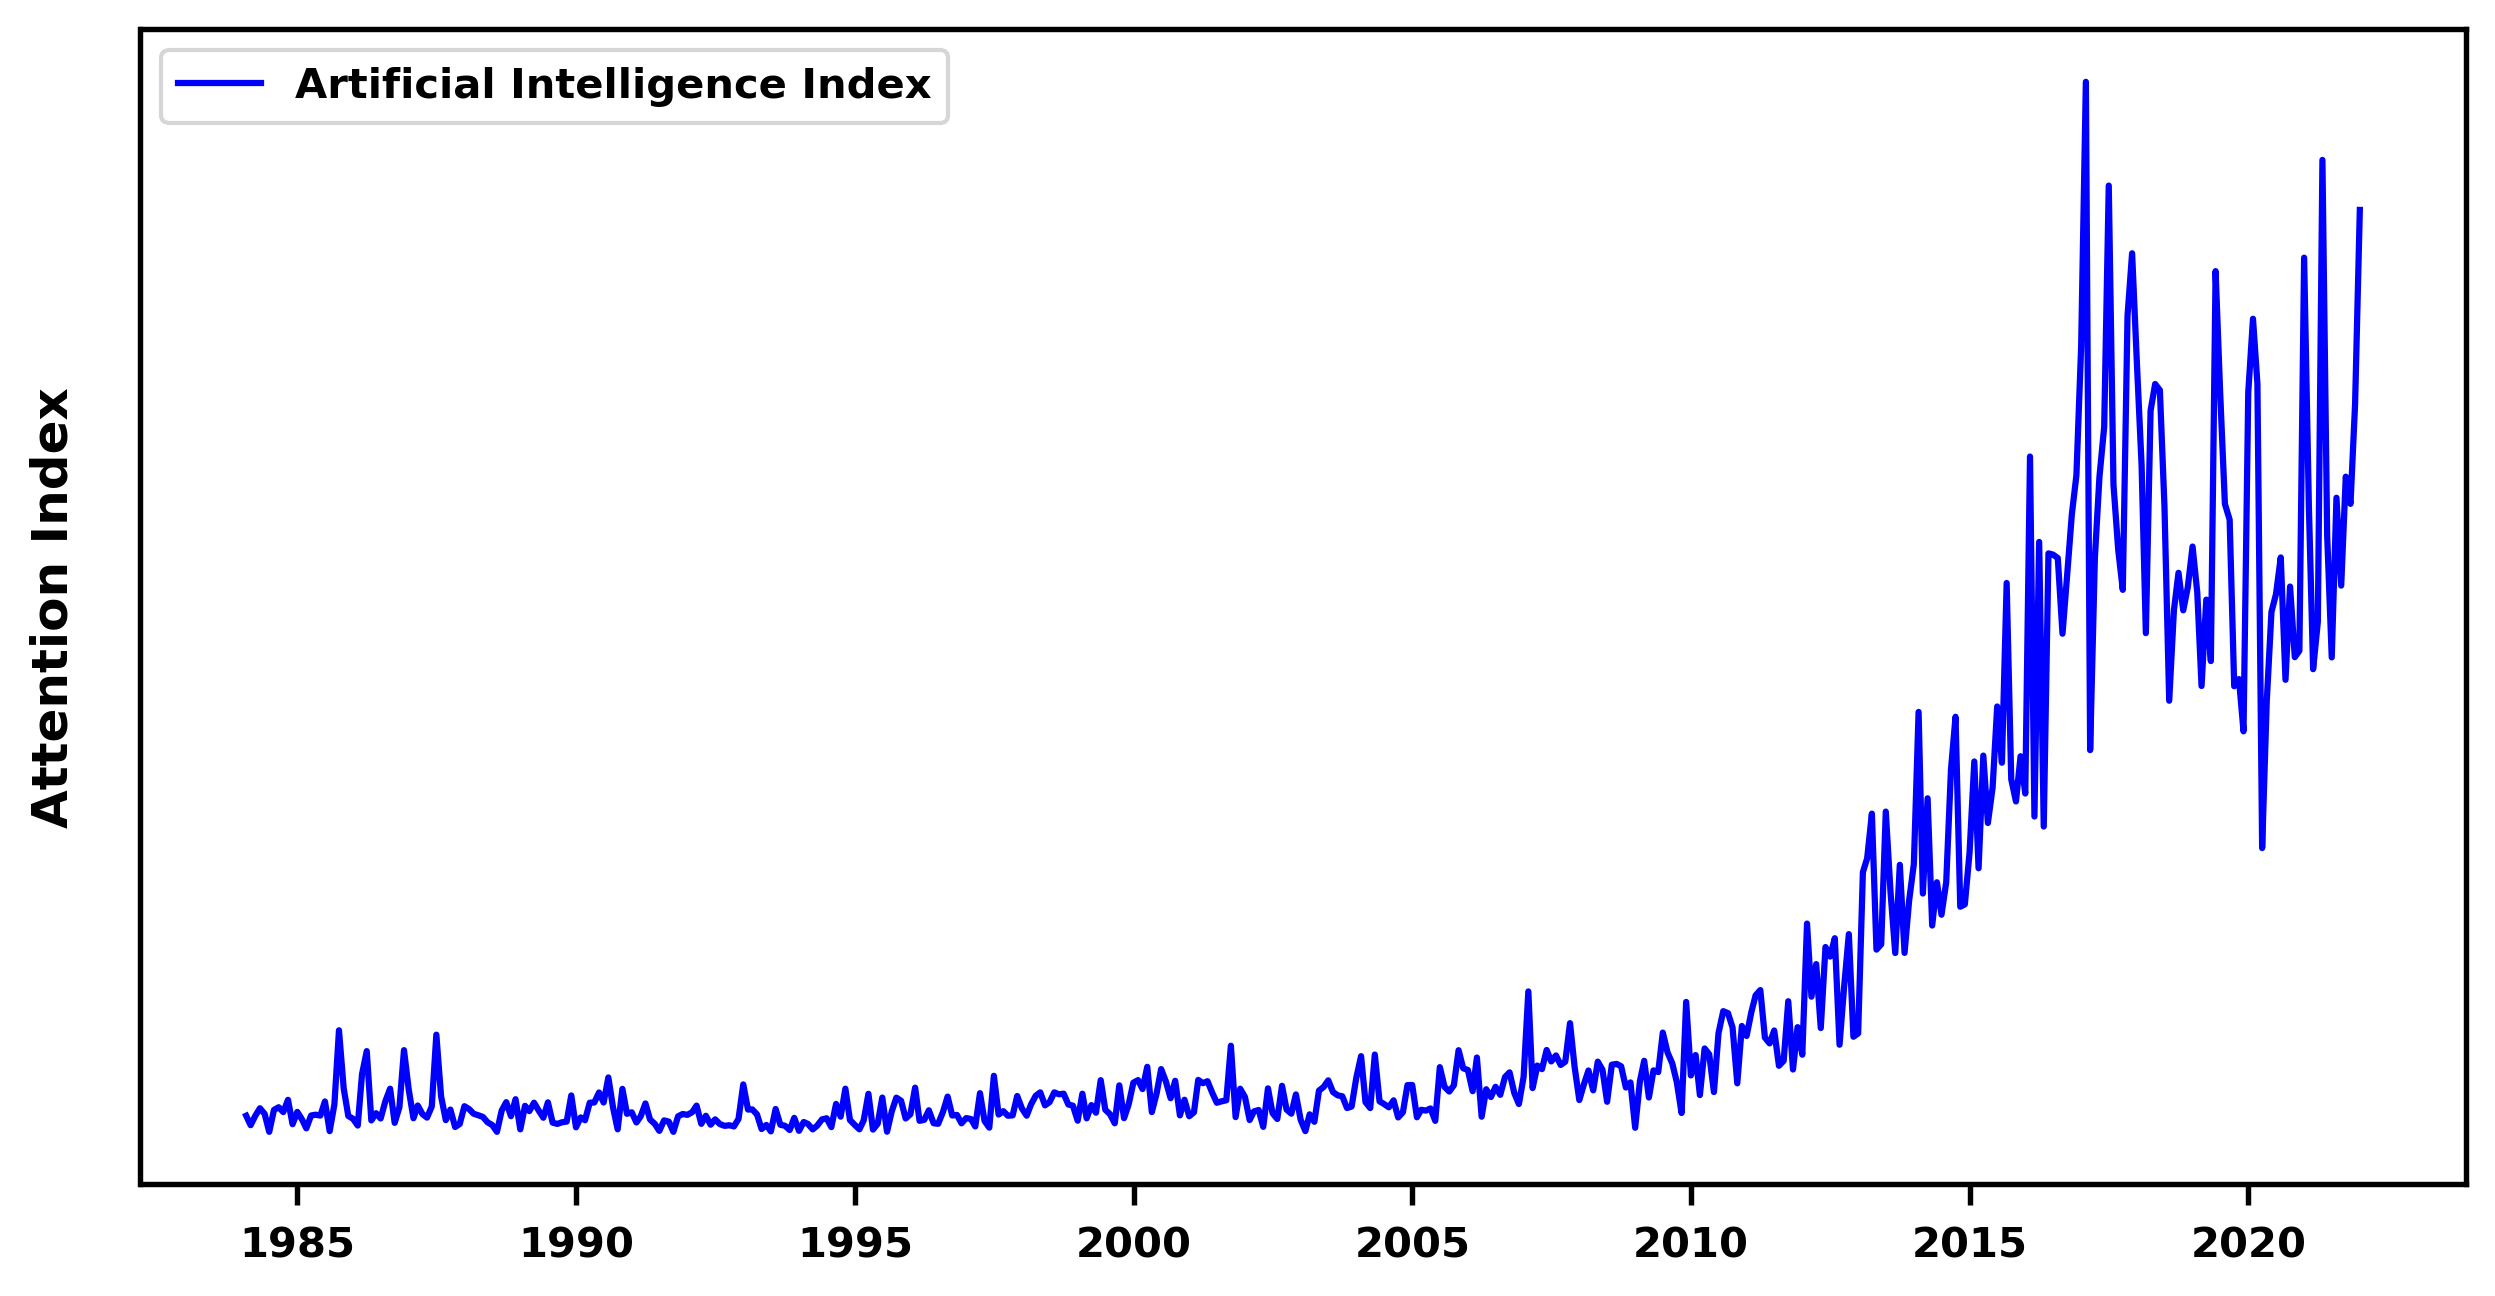 Artificial Intelligence Index
Attention Index
1985 1990 1995 2000 2005 2010 2015 2020